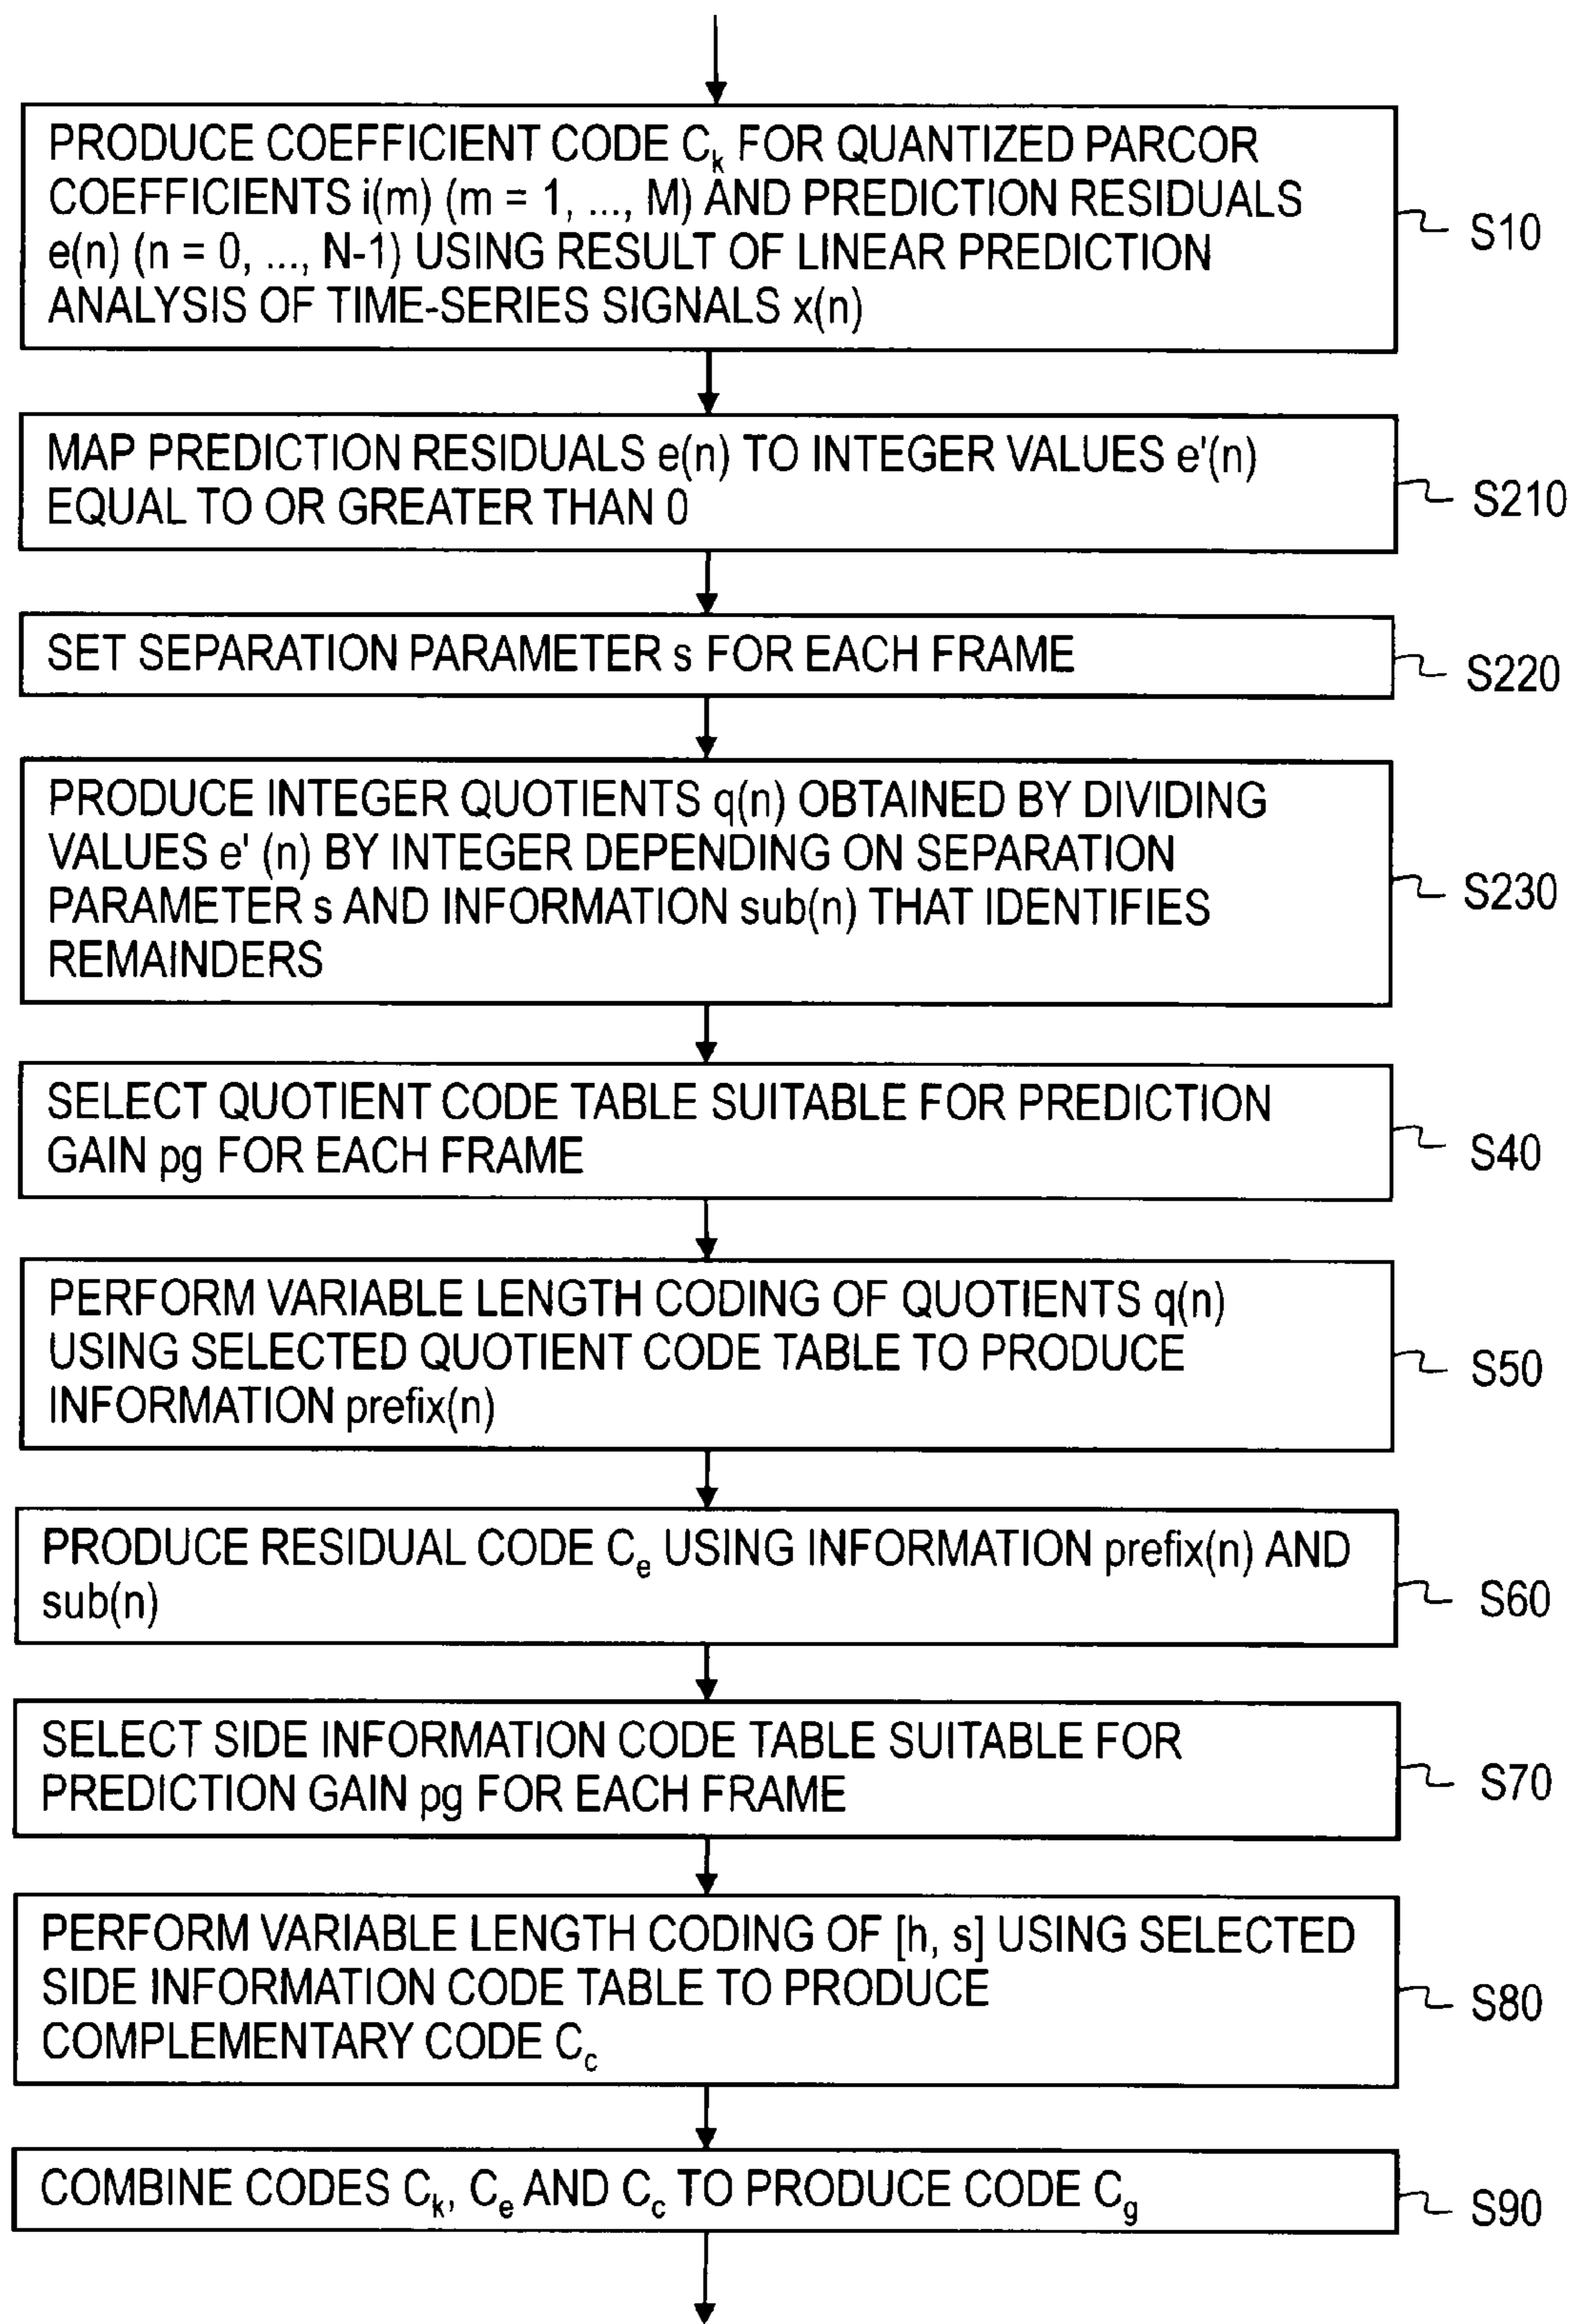 PRODUCE COEFFICIENT CODE Ck FOR QUANTIZED PARCOR
COEFFICIENTS i(m) (m = 1, ..., M) AND PREDICTION RESIDUALS
e(n) (n = 0, ..., N-1) USING RESULT OF LINEAR PREDICTION
ANALYSIS OF TIME-SERIES SIGNALS x(n)
S10
MAP PREDICTION RESIDUALS e(n) TO INTEGER VALUES e'(n)
EQUAL TO OR GREATER THAN 0
S210
SET SEPARATION PARAMETER s FOR EACH FRAME
S220
PRODUCE INTEGER QUOTIENTS q(n) OBTAINED BY DIVIDING
VALUES e' (n) BY INTEGER DEPENDING ON SEPARATION
PARAMETER s AND INFORMATION sub(n) THAT IDENTIFIES
REMAINDERS
S230
SELECT QUOTIENT CODE TABLE SUITABLE FOR PREDICTION
GAIN pg FOR EACH FRAME
S40
PERFORM VARIABLE LENGTH CODING OF QUOTIENTS q(n)
USING SELECTED QUOTIENT CODE TABLE TO PRODUCE
INFORMATION prefix(n)
S50
PRODUCE RESIDUAL CODE Ce USING INFORMATION prefix(n) AND
sub(n)
S60
SELECT SIDE INFORMATION CODE TABLE SUITABLE FOR
PREDICTION GAIN pg FOR EACH FRAME
S70
PERFORM VARIABLE LENGTH CODING OF [h, s] USING SELECTED
SIDE INFORMATION CODE TABLE TO PRODUCE
COMPLEMENTARY CODE Cc
S80
COMBINE CODES Ck, Ce AND Cc TO PRODUCE CODE Cg
S90